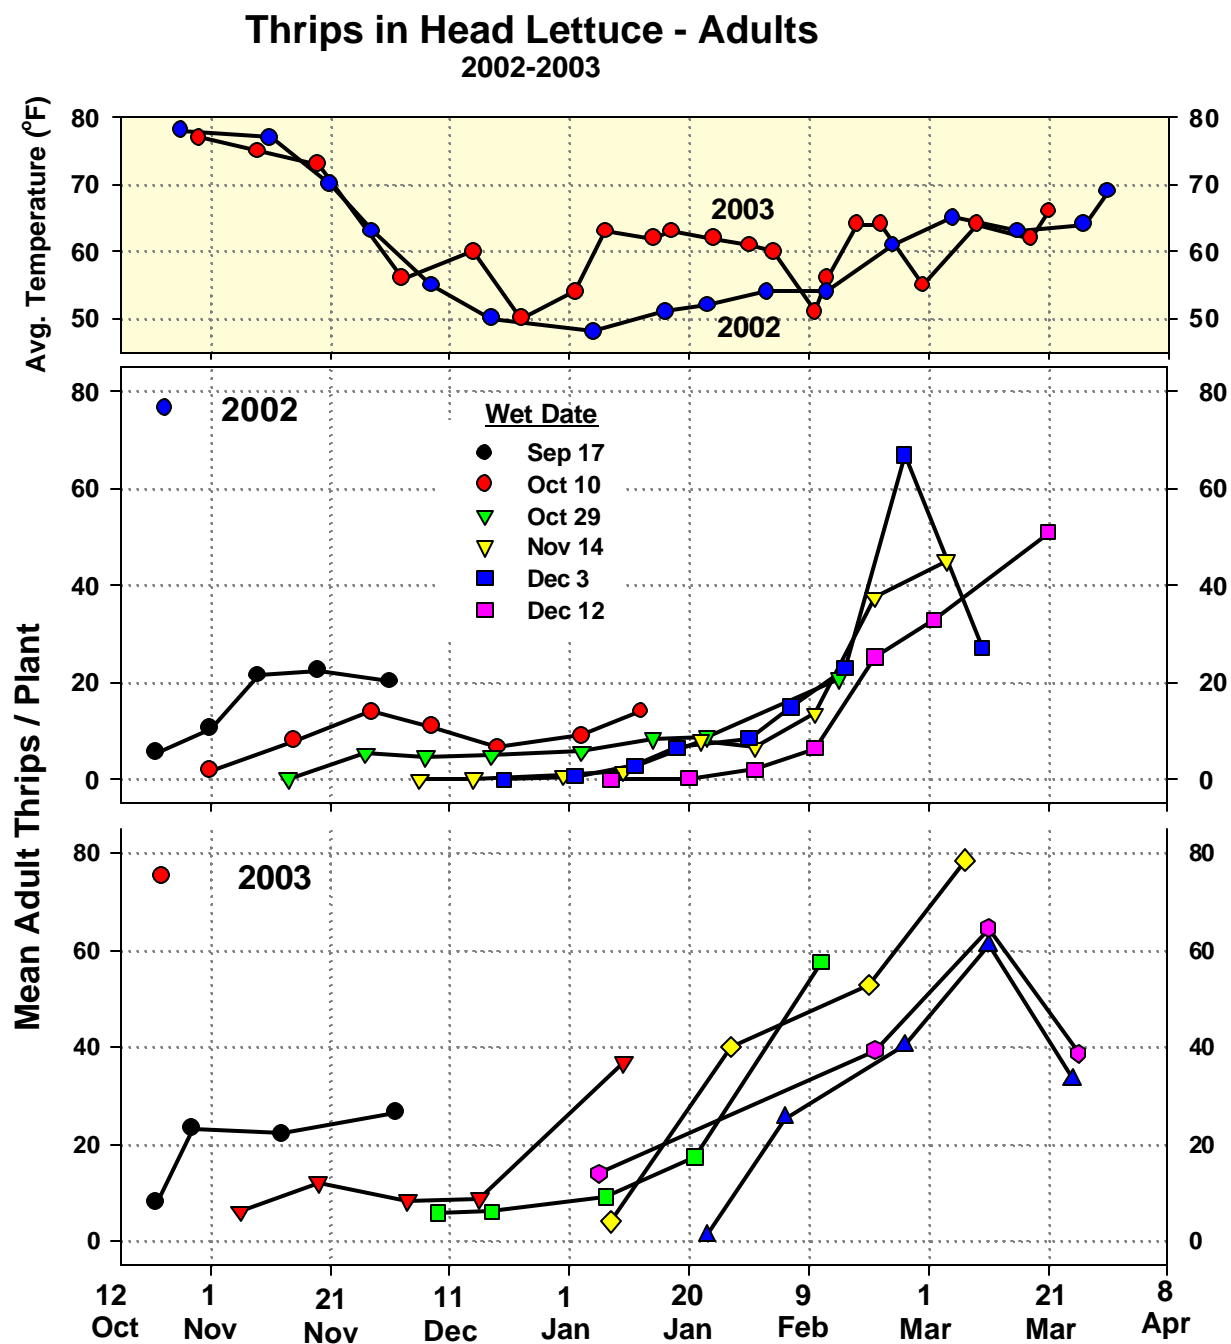 Thrips in Head Lettuce - Adults
2002-2003
Avg. Temperature (°F)
80 80
70 70
60 60
50 50
2003
2002
Mean Adult Thrips / Plant
80 80
60 60
40 40
20 20
0 0
2002
Wet Date
Sep 17
Oct 10
Oct 29
Nov 14
Dec 3
Dec 12
80 80
60 60
40 40
20 20
0 0
2003
12 1 21 11 1 20 9 1 21 8
Oct Nov Nov Dec Jan Jan Feb Mar Mar Apr